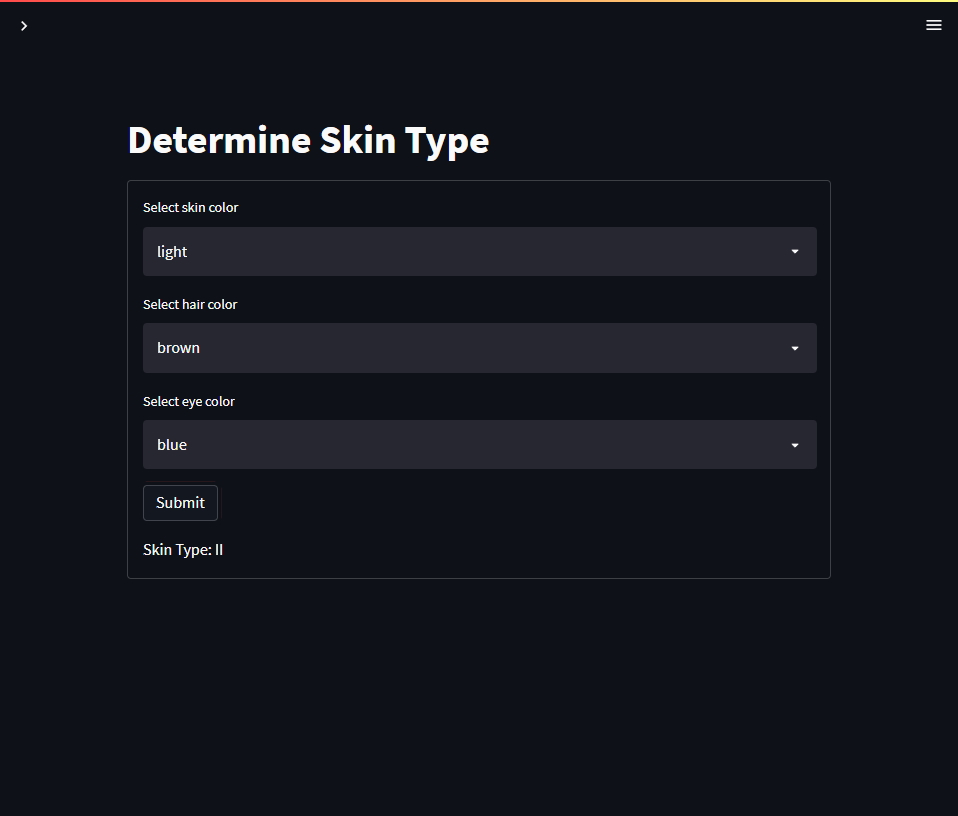 Determine Skin Type
Select skin color
light
Select hair color
brown
Select eye color
blue
Submit
Skin Type: II